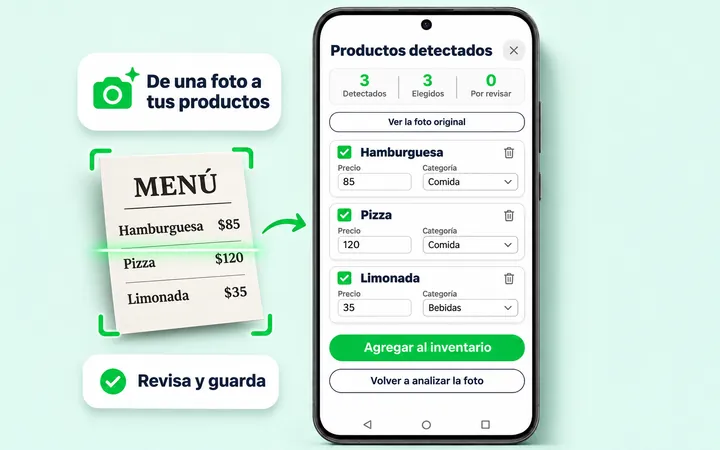 De una foto a
tus productos
MENÚ
Hamburguesa $85
Pizza $120
Limonada $35
Revisa y guarda
Productos detectados
3 3 0
Detectados Elegidos Por revisar
Ver la foto original
Hamburguesa
Precio Categoría
85 Comida
Pizza
Precio Categoría
120 Comida
Limonada
Precio Categoría
35 Bebidas
Agregar al inventario
Volver a analizar la foto